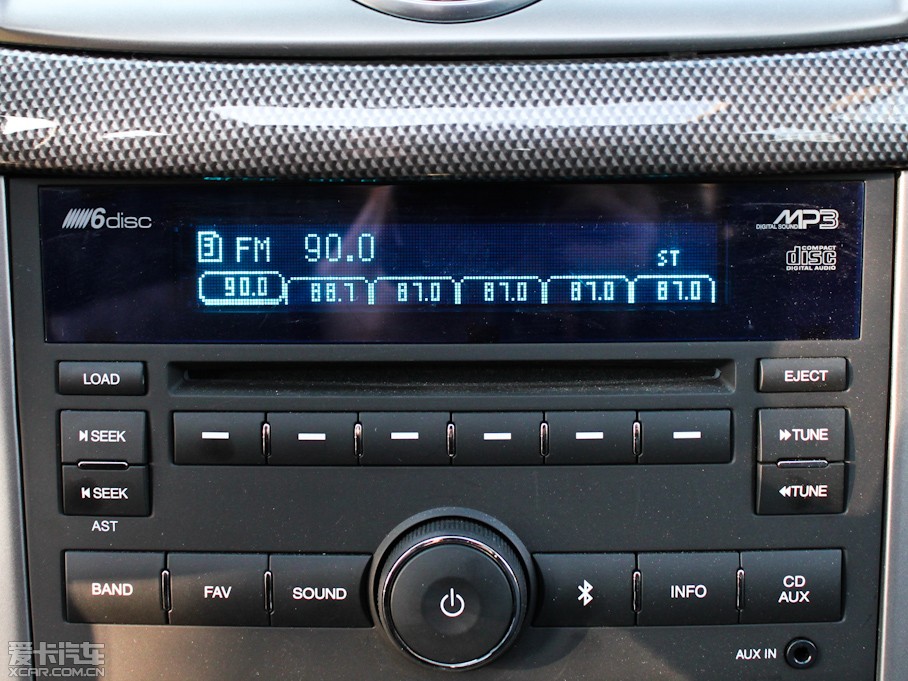 6disc
MP3
DIGITAL SOUND
COMPACT
disc
DIGITAL AUDIO
3 FM 90.0
ST
90.0 88.7 87.0 87.0 87.0 87.0
LOAD
EJECT
SEEK
TUNE
SEEK
TUNE
AST
BAND
FAV
SOUND
INFO
CD
AUX
AUX IN
爱卡汽车
XCAR.COM.CN